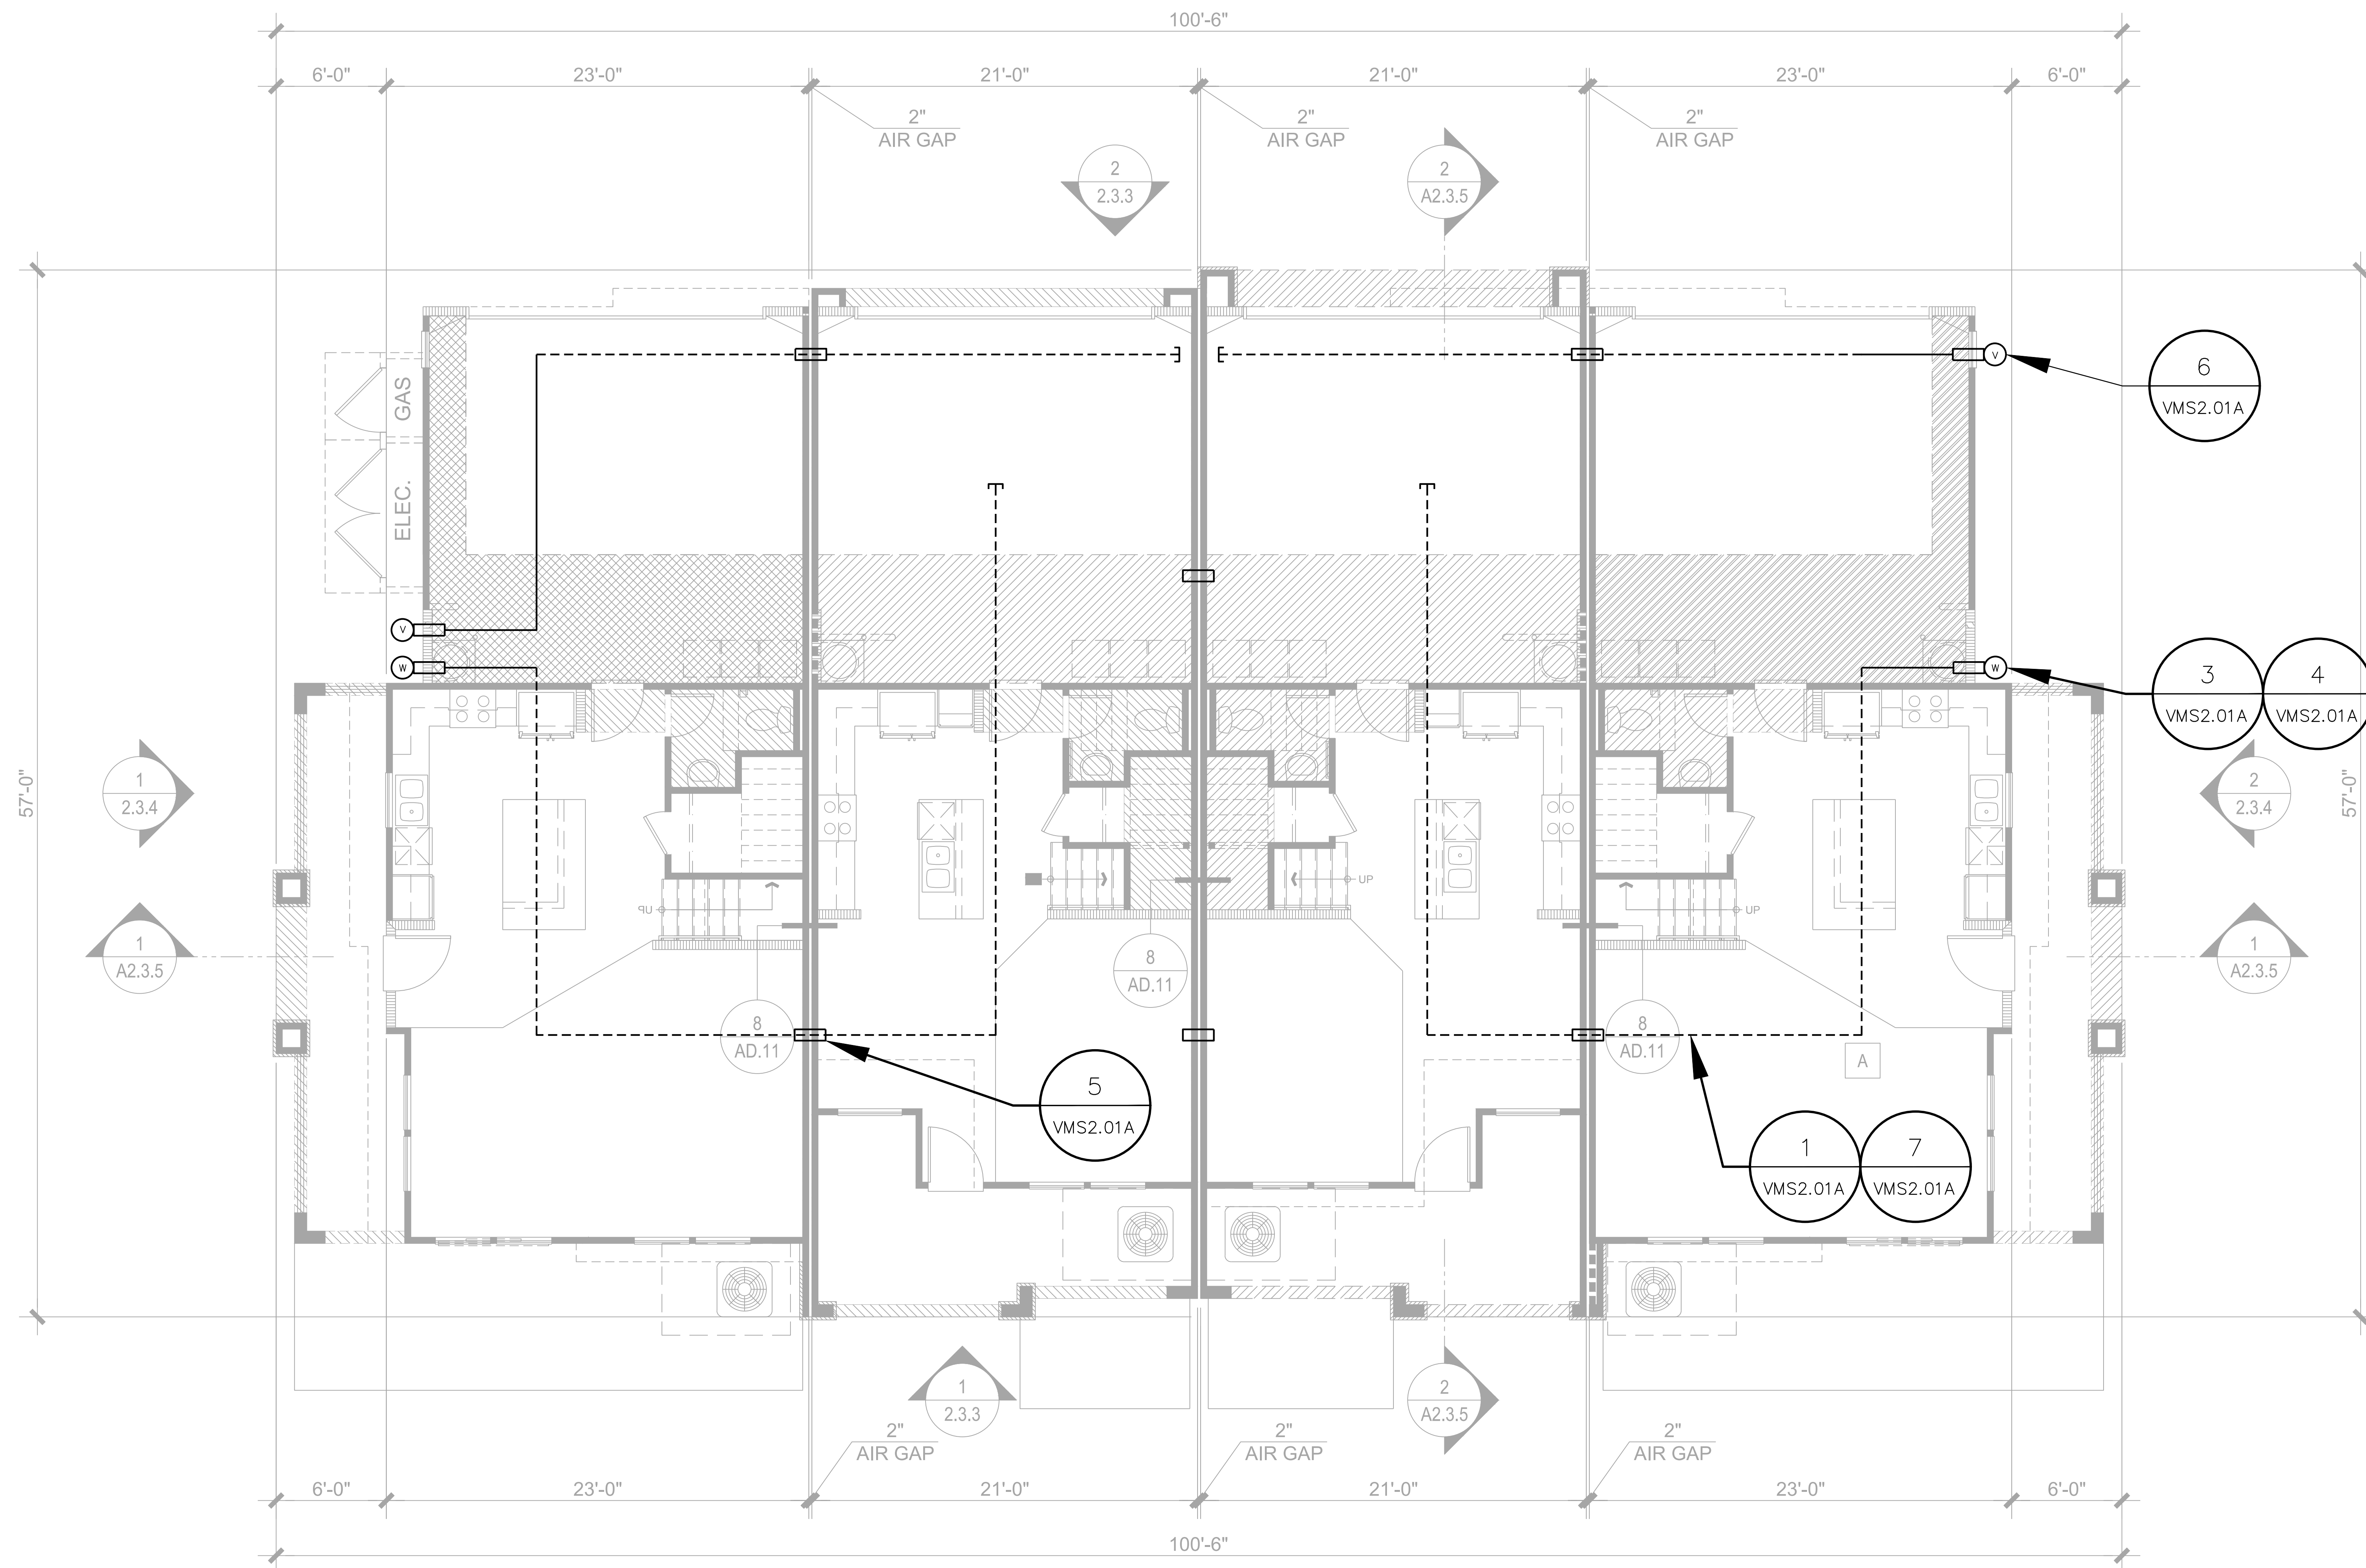 100'-6"
6'-0"
23'-0"
21'-0"
21'-0"
23'-0"
6'-0"
2"
AIR GAP
2"
AIR GAP
2"
AIR GAP
2
2.3.3
2
A2.3.5
57'-0"
57'-0"
GAS
ELEC.
V
W
V
W
6
VMS2.01A
3
VMS2.01A
4
VMS2.01A
1
2.3.4
2
2.3.4
1
A2.3.5
1
A2.3.5
UP
UP
UP
8
AD.11
8
AD.11
8
AD.11
A
5
VMS2.01A
1
VMS2.01A
7
VMS2.01A
1
2.3.3
2
A2.3.5
2"
AIR GAP
2"
AIR GAP
2"
AIR GAP
6'-0"
23'-0"
21'-0"
21'-0"
23'-0"
6'-0"
100'-6"